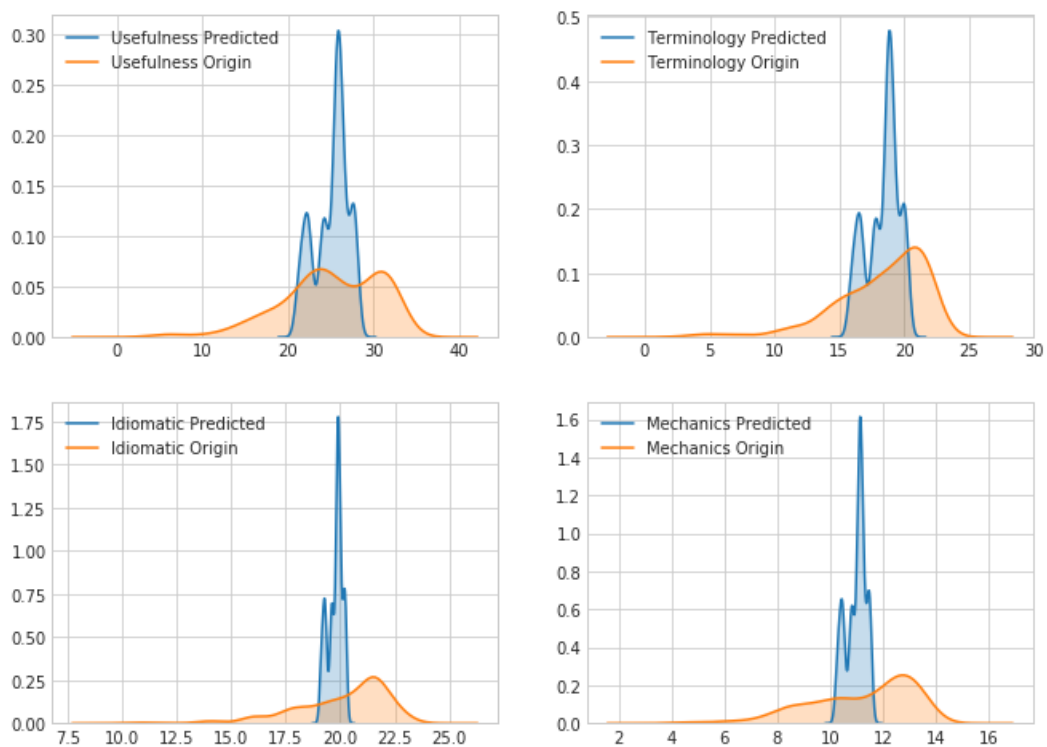 Usefulness Predicted
Usefulness Origin
0.30
0.25
0.20
0.15
0.10
0.05
0.00
0 10 20 30 40
Terminology Predicted
Terminology Origin
0.5
0.4
0.3
0.2
0.1
0.0
0 5 10 15 20 25 30
Idiomatic Predicted
Idiomatic Origin
1.75
1.50
1.25
1.00
0.75
0.50
0.25
0.00
7.5 10.0 12.5 15.0 17.5 20.0 22.5 25.0
Mechanics Predicted
Mechanics Origin
1.6
1.4
1.2
1.0
0.8
0.6
0.4
0.2
0.0
2 4 6 8 10 12 14 16